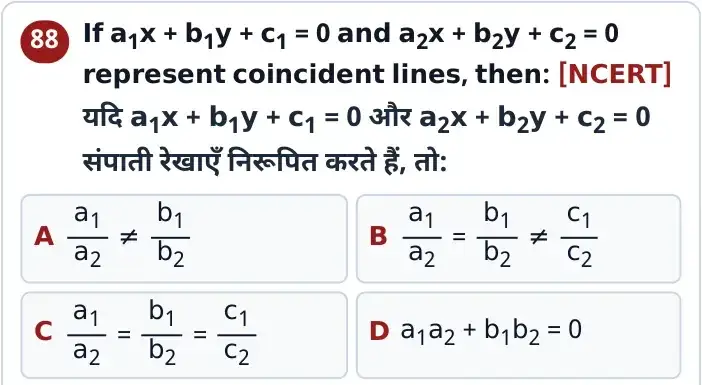 88 If a₁x + b₁y + c₁ = 0 and a₂x + b₂y + c₂ = 0
represent coincident lines, then: [NCERT]
यदि a₁x + b₁y + c₁ = 0 और a₂x + b₂y + c₂ = 0
संपाती रेखाएँ निरूपित करते हैं, तो:
A a₁/a₂ ≠ b₁/b₂
B a₁/a₂ = b₁/b₂ ≠ c₁/c₂
C a₁/a₂ = b₁/b₂ = c₁/c₂
D a₁a₂ + b₁b₂ = 0